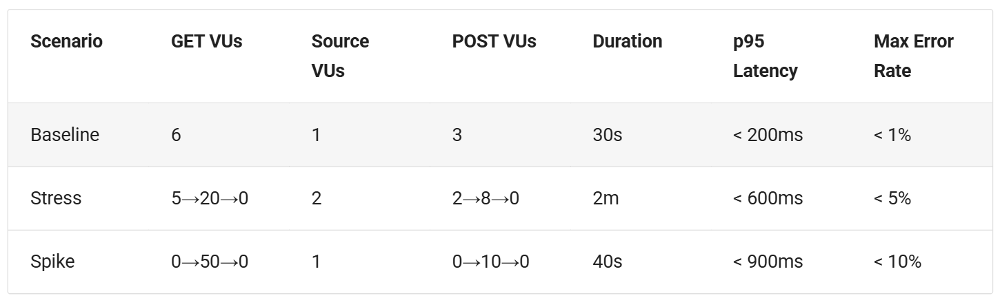 Scenario GET VUs Source VUs POST VUs Duration p95 Latency Max Error Rate
Baseline 6 1 3 30s < 200ms < 1%
Stress 5→20→0 2 2→8→0 2m < 600ms < 5%
Spike 0→50→0 1 0→10→0 40s < 900ms < 10%